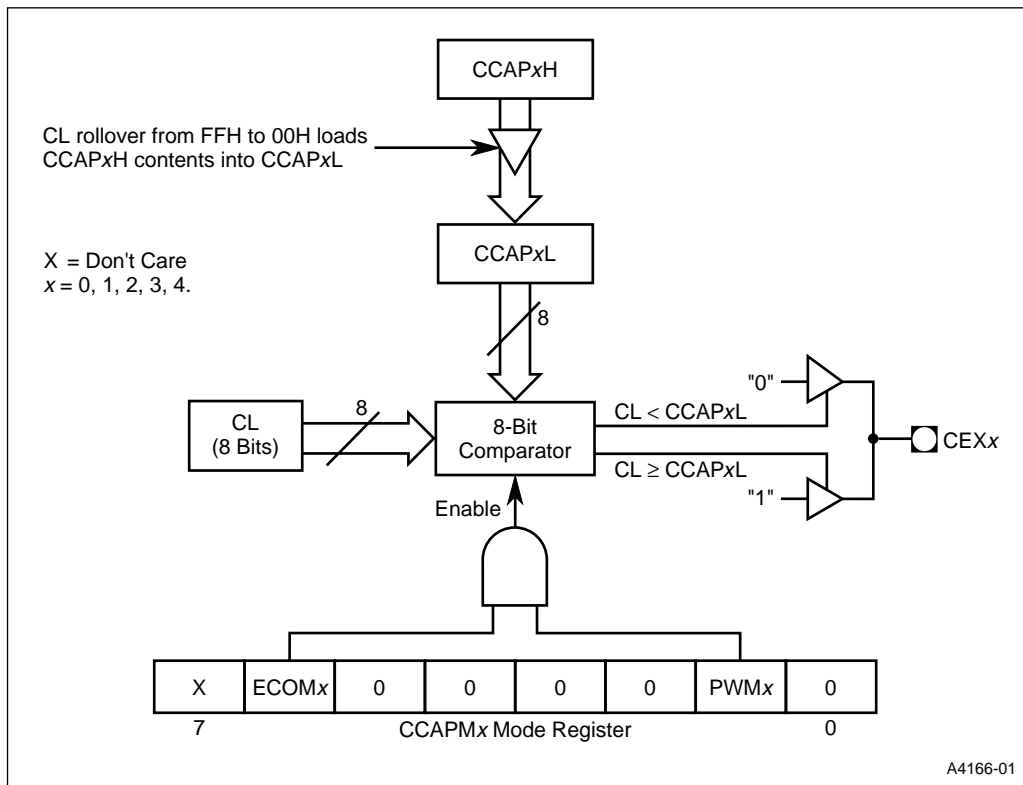 CCAPxH
CL rollover from FFH to 00H loads
CCAPxH contents into CCAPxL
CCAPxL
X = Don't Care
x = 0, 1, 2, 3, 4.
8
"0"
CL < CCAPxL
8
CL
(8 Bits)
8-Bit
Comparator
CEXx
CL ≥ CCAPxL
"1"
Enable
X ECOMx 0 0 0 0 PWMx 0
7 CCAPMx Mode Register 0
A4166-01